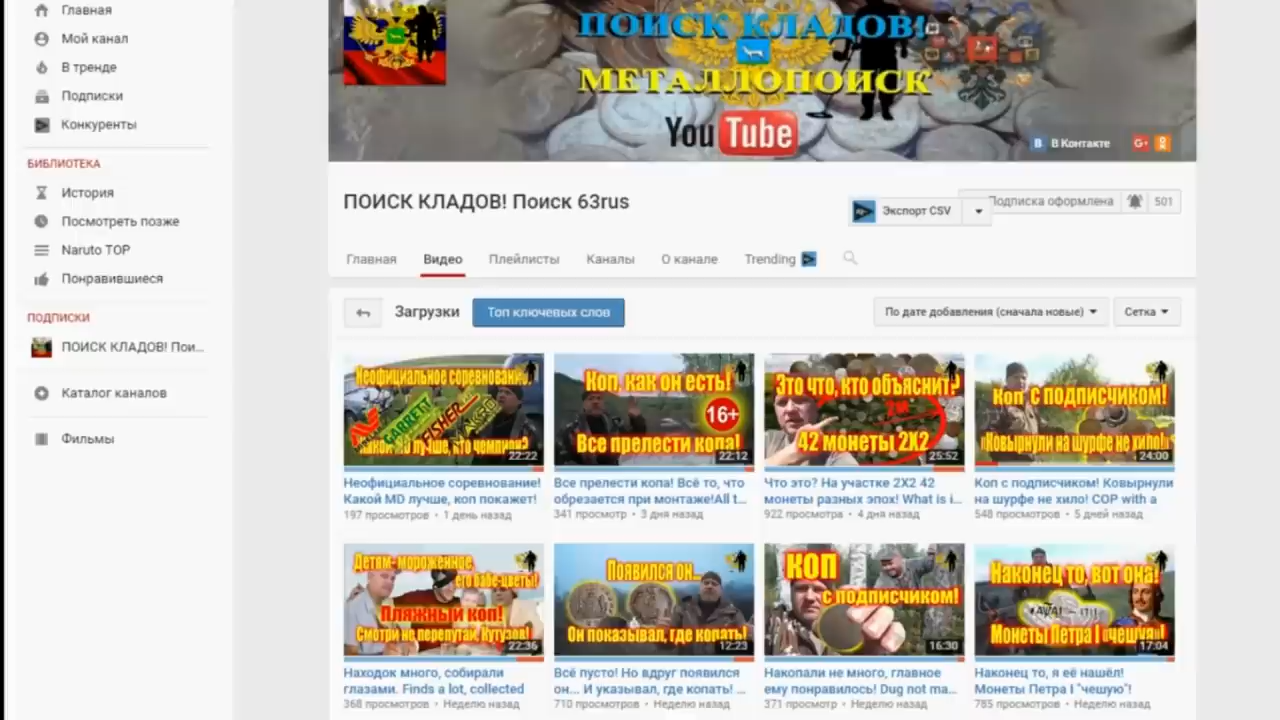 Главная
Мой канал
В тренде
Подписки
Конкуренты
БИБЛИОТЕКА
История
Посмотреть позже
Naruto TOP
Понравившиеся
ПОДПИСКИ
ПОИСК КЛАДОВ! Пои...
Каталог каналов
Фильмы
ПОИСК КЛАДОВ!
МЕТАЛЛОПОИСК
YouTube
В Контакте
ПОИСК КЛАДОВ! Поиск 63rus
Экспорт CSV
Подписка оформлена 501
Главная Видео Плейлисты Каналы О канале Trending
Загрузки Топ ключевых слов По дате добавления (сначала новые) Сетка
Неофициальное соревнование.
GARRETT
FISHER
лучше, кто чемпион?
22:22
Неофициальное соревнование!
Какой MD лучше, коп покажет!
197 просмотров • 1 день назад
Коп, как он есть!
16+
Все прелести копа!
22:12
Все прелести копа! Всё то, что
обрезается при монтаже!All t...
341 просмотр • 3 дня назад
Это что, кто объяснит?
2м
42 монеты 2Х2
25:52
Что это? На участке 2Х2 42
монеты разных эпох! What is i...
922 просмотра • 4 дня назад
Коп с подписчиком!
"Ковырнули на шурфе не хило!"
24:00
Коп с подписчиком! Ковырнули
на шурфе не хило! COP with a
548 просмотров • 5 дней назад
Детям-мороженное,
его бабе-цветы!
Пляжный коп!
Смотри не перепутай, Кутузов!
22:36
Находок много, собирали
глазами. Finds a lot, collected
368 просмотров • Неделю назад
Появился он...
Он показывал, где копать!
12:23
Всё пусто! Но вдруг появился
он... И указывал, где копать! ...
710 просмотров • Неделю назад
КОП
с подписчиком!
16:30
Накопали не много, главное
ему понравилось! Dug not ma...
371 просмотр • Неделю назад
Наконец то, вот она!
Монеты Петра I "чешуя"!
17:04
Наконец то, я её нашёл!
Монеты Петра I "чешую"!
785 просмотров • Неделю назад